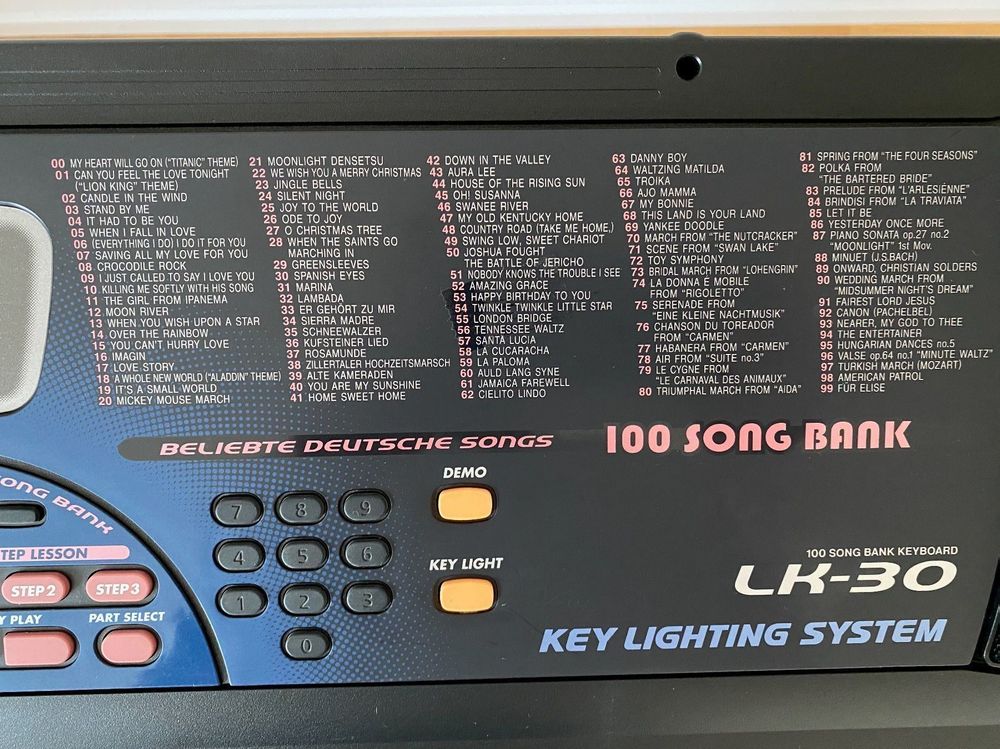 00 MY HEART WILL GO ON ("TITANIC" THEME)
01 CAN YOU FEEL THE LOVE TONIGHT
("LION KING" THEME)
02 CANDLE IN THE WIND
03 STAND BY ME
04 IT HAD TO BE YOU
05 WHEN I FALL IN LOVE
06 (EVERYTHING I DO) I DO IT FOR YOU
07 SAVING ALL MY LOVE FOR YOU
08 CROCODILE ROCK
09 I JUST CALLED TO SAY I LOVE YOU
10 KILLING ME SOFTLY WITH HIS SONG
11 THE GIRL FROM IPANEMA
12 MOON RIVER
13 WHEN YOU WISH UPON A STAR
14 OVER THE RAINBOW
15 YOU CAN'T HURRY LOVE
16 IMAGIN
17 LOVE STORY
18 A WHOLE NEW WORLD ("ALADDIN" THEME)
19 IT'S A SMALL WORLD
20 MICKEY MOUSE MARCH
21 MOONLIGHT DENSETSU
22 WE WISH YOU A MERRY CHRISTMAS
23 JINGLE BELLS
24 SILENT NIGHT
25 JOY TO THE WORLD
26 ODE TO JOY
27 O CHRISTMAS TREE
28 WHEN THE SAINTS GO
MARCHING IN
29 GREENSLEEVES
30 SPANISH EYES
31 MARINA
32 LAMBADA
33 ER GEHÖRT ZU MIR
34 SIERRA MADRE
35 SCHNEEWALZER
36 KUFSTEINER LIED
37 ROSAMUNDE
38 ZILLERTALER HOCHZEITSMARSCH
39 ALTE KAMERADEN
40 YOU ARE MY SUNSHINE
41 HOME SWEET HOME
42 DOWN IN THE VALLEY
43 AURA LEE
44 HOUSE OF THE RISING SUN
45 OH! SUSANNA
46 SWANEE RIVER
47 MY OLD KENTUCKY HOME
48 COUNTRY ROAD (TAKE ME HOME,)
49 SWING LOW, SWEET CHARIOT
50 JOSHUA FOUGHT
THE BATTLE OF JERICHO
51 NOBODY KNOWS THE TROUBLE I SEE
52 AMAZING GRACE
53 HAPPY BIRTHDAY TO YOU
54 TWINKLE TWINKLE LITTLE STAR
55 LONDON BRIDGE
56 TENNESSEE WALTZ
57 SANTA LUCIA
58 LA CUCARACHA
59 LA PALOMA
60 AULD LANG SYNE
61 JAMAICA FAREWELL
62 CIELITO LINDO
63 DANNY BOY
64 WALTZING MATILDA
65 TROIKA
66 AJO MAMMA
67 MY BONNIE
68 THIS LAND IS YOUR LAND
69 YANKEE DOODLE
70 MARCH FROM "THE NUTCRACKER"
71 SCENE FROM "SWAN LAKE"
72 TOY SYMPHONY
73 BRIDAL MARCH FROM "LOHENGRIN"
74 LA DONNA È MOBILE
FROM "RIGOLETTO"
75 SERENADE FROM
"EINE KLEINE NACHTMUSIK"
76 CHANSON DU TOREADOR
FROM "CARMEN"
77 HABANERA FROM "CARMEN"
78 AIR FROM "SUITE no.3"
79 LE CYGNE FROM
"LE CARNAVAL DES ANIMAUX"
80 TRIUMPHAL MARCH FROM "AIDA"
81 SPRING FROM "THE FOUR SEASONS"
82 POLKA FROM
"THE BARTERED BRIDE"
83 PRELUDE FROM "L'ARLESIÉNNE"
84 BRINDISI FROM "LA TRAVIATA"
85 LET IT BE
86 YESTERDAY ONCE MORE
87 PIANO SONATA op.27 no.2
"MOONLIGHT" 1st Mov.
88 MINUET (J.S.BACH)
89 ONWARD, CHRISTIAN SOLDERS
90 WEDDING MARCH FROM
"MIDSUMMER NIGHT'S DREAM"
91 FAIREST LORD JESUS
92 CANON (PACHELBEL)
93 NEARER, MY GOD TO THEE
94 THE ENTERTAINER
95 HUNGARIAN DANCES no.5
96 VALSE op.64 no.1 "MINUTE WALTZ"
97 TURKISH MARCH (MOZART)
98 AMERICAN PATROL
99 FÜR ELISE
BELIEBTE DEUTSCHE SONGS
100 SONG BANK
SONG BANK
TEP LESSON
STEP 2
STEP 3
Y PLAY
PART SELECT
7 8 9
4 5 6
1 2 3
0
DEMO
KEY LIGHT
100 SONG BANK KEYBOARD
LK-30
KEY LIGHTING SYSTEM